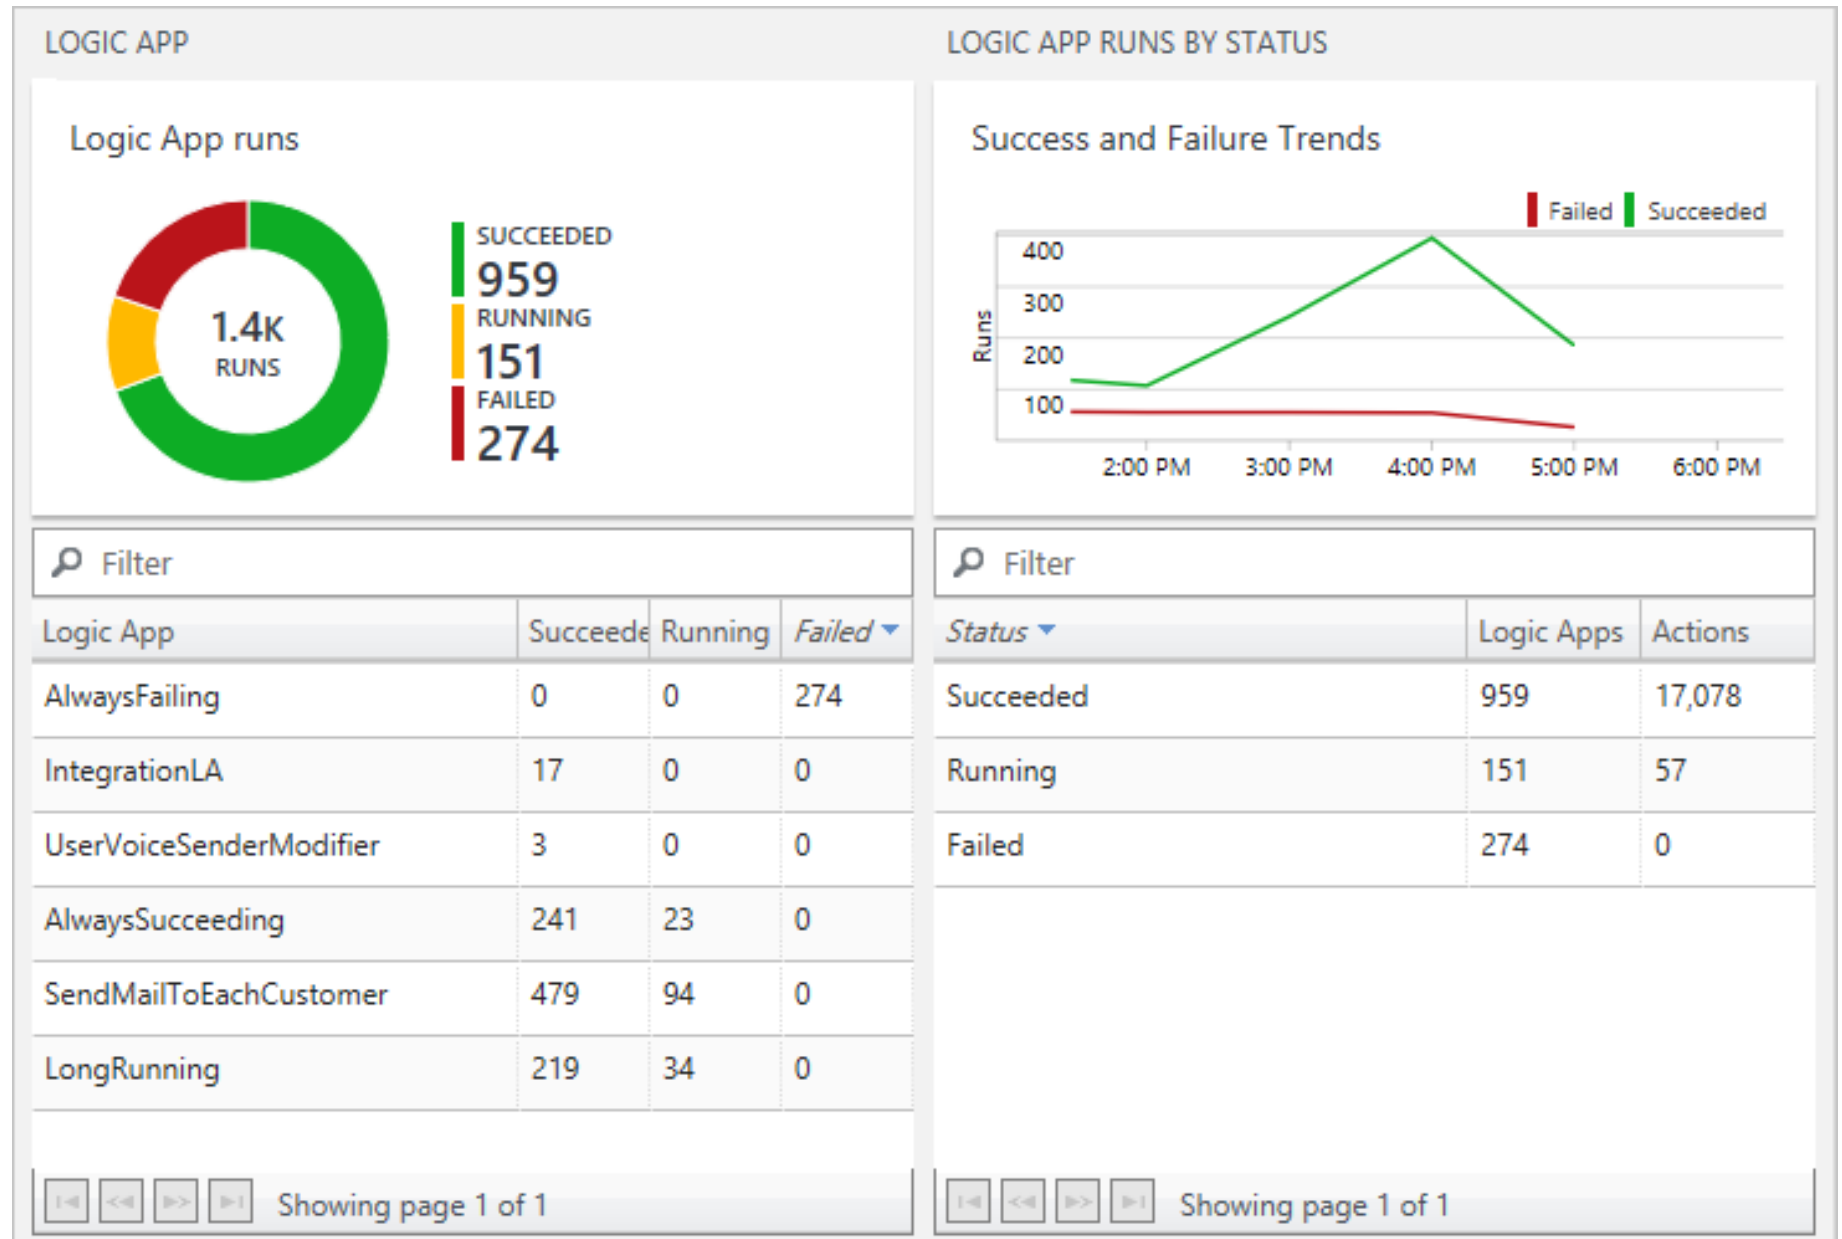 LOGIC APP
Logic App runs
1.4K
RUNS
SUCCEEDED
959
RUNNING
151
FAILED
274
Filter
Logic App Succeede Running Failed
AlwaysFailing 0 0 274
IntegrationLA 17 0 0
UserVoiceSenderModifier 3 0 0
AlwaysSucceeding 241 23 0
SendMailToEachCustomer 479 94 0
LongRunning 219 34 0
Showing page 1 of 1
LOGIC APP RUNS BY STATUS
Success and Failure Trends
Failed Succeeded
Runs
400
300
200
100
2:00 PM 3:00 PM 4:00 PM 5:00 PM 6:00 PM
Filter
Status Logic Apps Actions
Succeeded 959 17,078
Running 151 57
Failed 274 0
Showing page 1 of 1